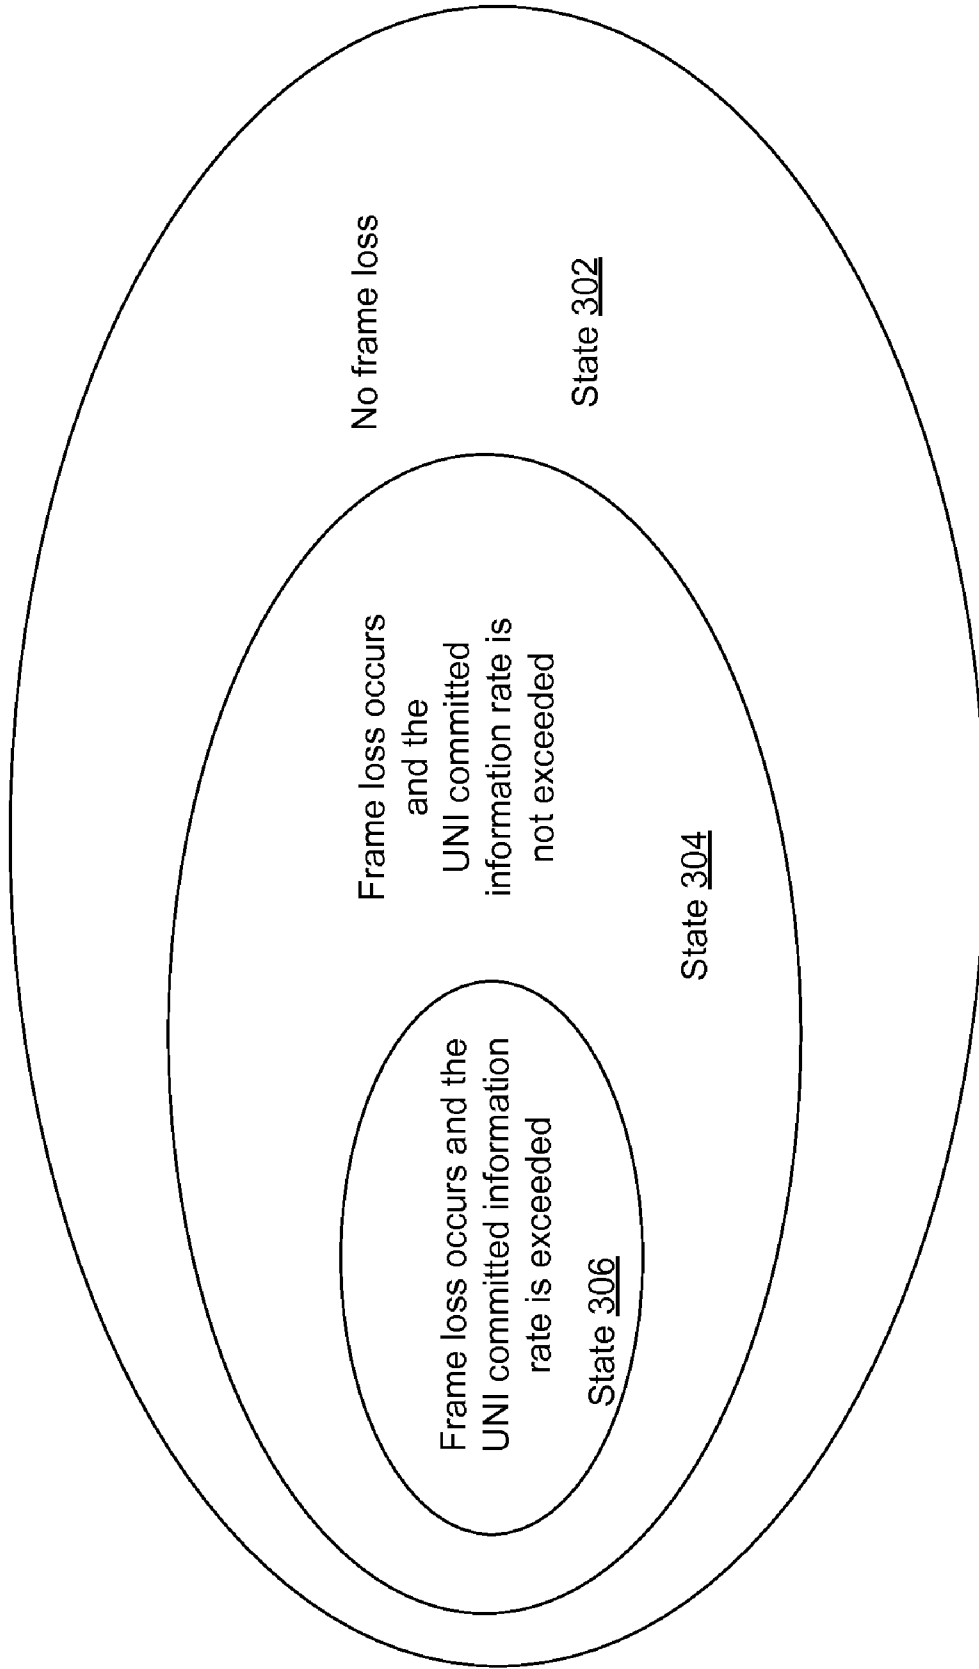 Frame loss occurs and the
UNI committed information
rate is exceeded
State 306
Frame loss occurs
and the
UNI committed
information rate is
not exceeded
State 304
No frame loss
State 302